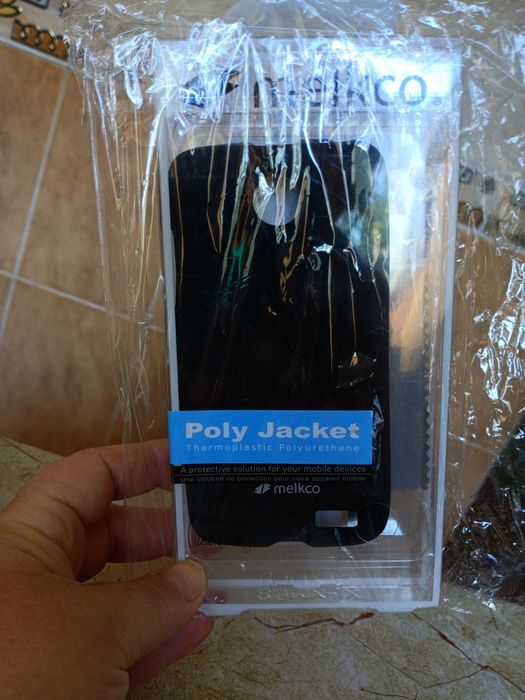 melkco.
Poly Jacket
Thermoplastic Polyurethane
A protective solution for your mobile devices
Une solution de protection pour votre appareil mobile
melkco